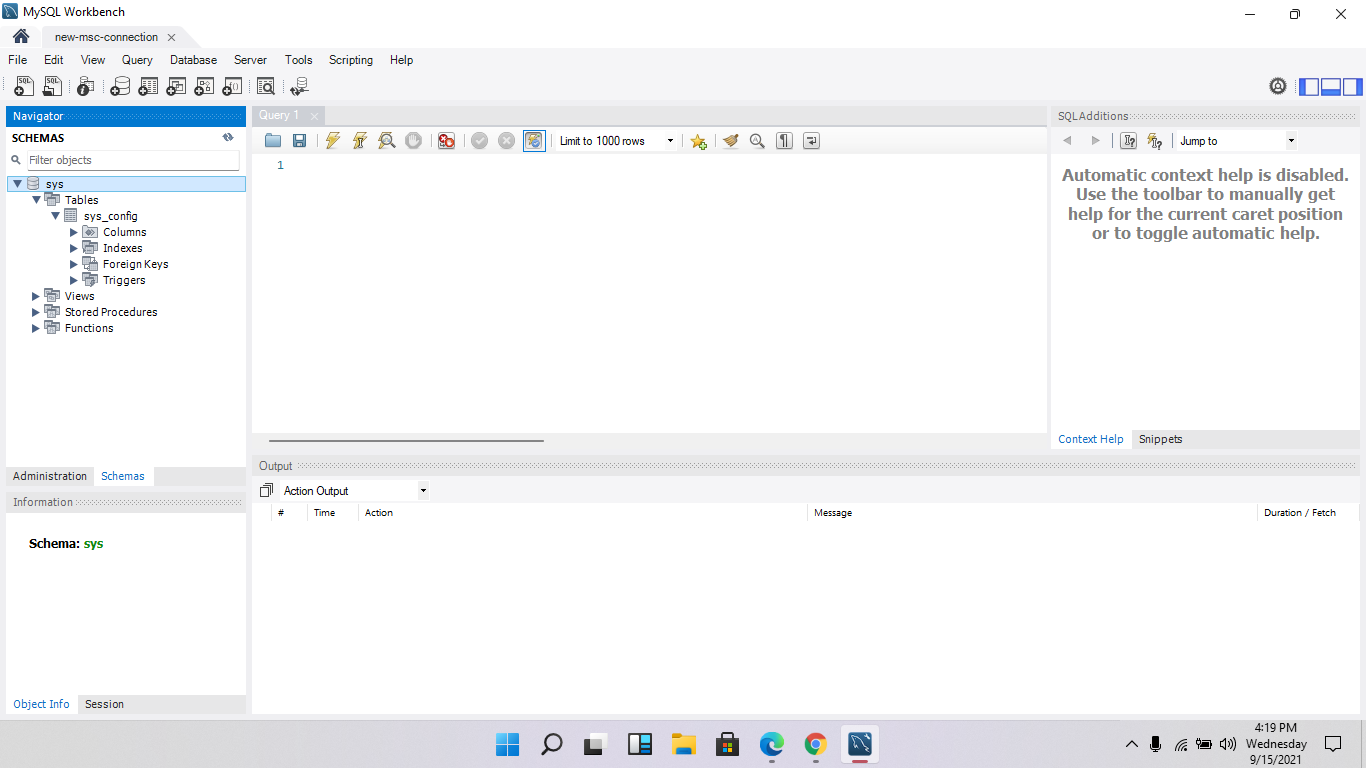 MySQL Workbench
new-msc-connection
File Edit View Query Database Server Tools Scripting Help
SQL SQL
Navigator
SCHEMAS
Filter objects
sys
Tables
sys_config
Columns
Indexes
Foreign Keys
Triggers
Views
Stored Procedures
Functions
Administration Schemas
Information
Schema: sys
Object Info Session
Query 1
Limit to 1000 rows
1
SQLAdditions
Jump to
Automatic context help is disabled.
Use the toolbar to manually get
help for the current caret position
or to toggle automatic help.
Context Help Snippets
Output
Action Output
# Time Action Message Duration / Fetch
4:19 PM
Wednesday
9/15/2021